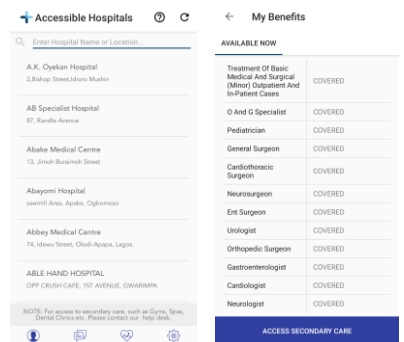 Accessible Hospitals
Enter Hospital Name or Location...
A.K. Oyekan Hospital
2,Bishop Street,Idioro Mushin
AB Specialist Hospital
87, Randle Avenue
Abake Medical Centre
13, Jimoh Buraimoh Street
Abayomi Hospital
sawmill Area, Apake, Ogbomoso
Abbey Medical Centre
74, Idewu Street, Olodi-Apapa, Lagos.
ABLE HAND HOSPITAL
OPP CRUSH CAFE, 1ST AVENUE, GWARIMPA
NOTE: For access to secondary care, such as Gyms, Spas,
Dental Clinics etc. Please contact our help desk.
My Benefits
AVAILABLE NOW
Treatment Of Basic
Medical And Surgical
(Minor) Outpatient And
In-Patient Cases
COVERED
O And G Specialist COVERED
Pediatrician COVERED
General Surgeon COVERED
Cardiothoracic
Surgeon
COVERED
Neurosurgeon COVERED
Ent Surgeon COVERED
Urologist COVERED
Orthopedic Surgeon COVERED
Gastroenterologist COVERED
Cardiologist COVERED
Neurologist COVERED
ACCESS SECONDARY CARE